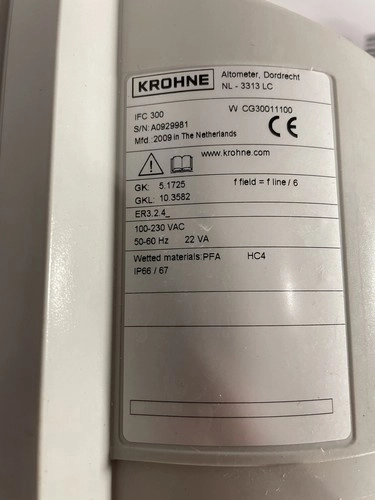 KROHNE
Altometer, Dordrecht
NL - 3313 LC
IFC 300
VV CG30011100
S/N: A0929981
Mfd.:2009 in The Netherlands
CE
www.krohne.com
GK: 5.1725
f field = f line / 6
GKL: 10.3582
ER3.2.4_
100-230 VAC
50-60 Hz 22 VA
Wetted materials:PFA HC4
IP66 / 67